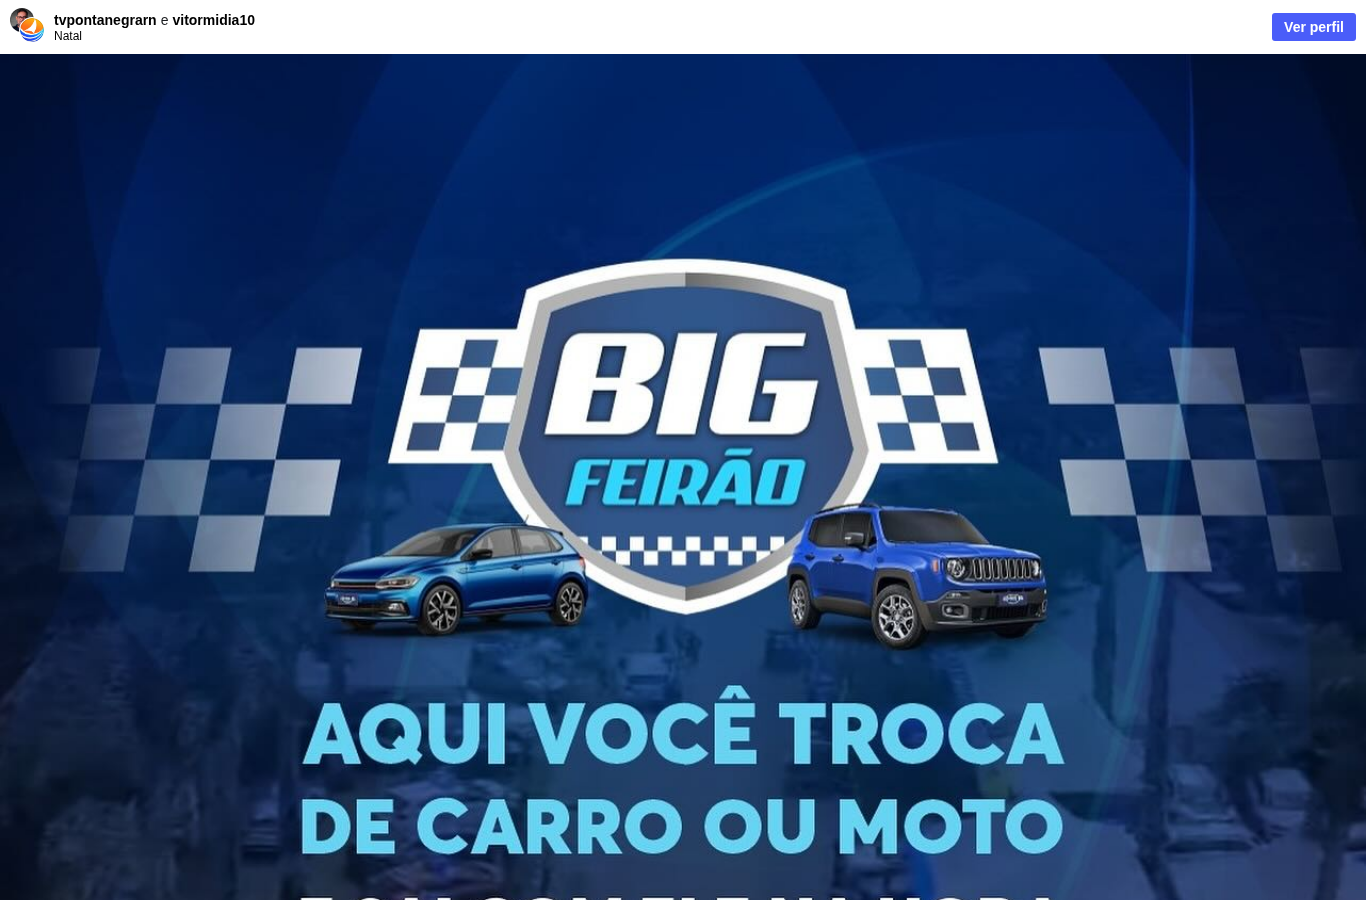 tvpontanegrarn e vitormidia10
Natal
Ver perfil
BIG
FEIRÃO
AQUI VOCÊ TROCA
DE CARRO OU MOTO